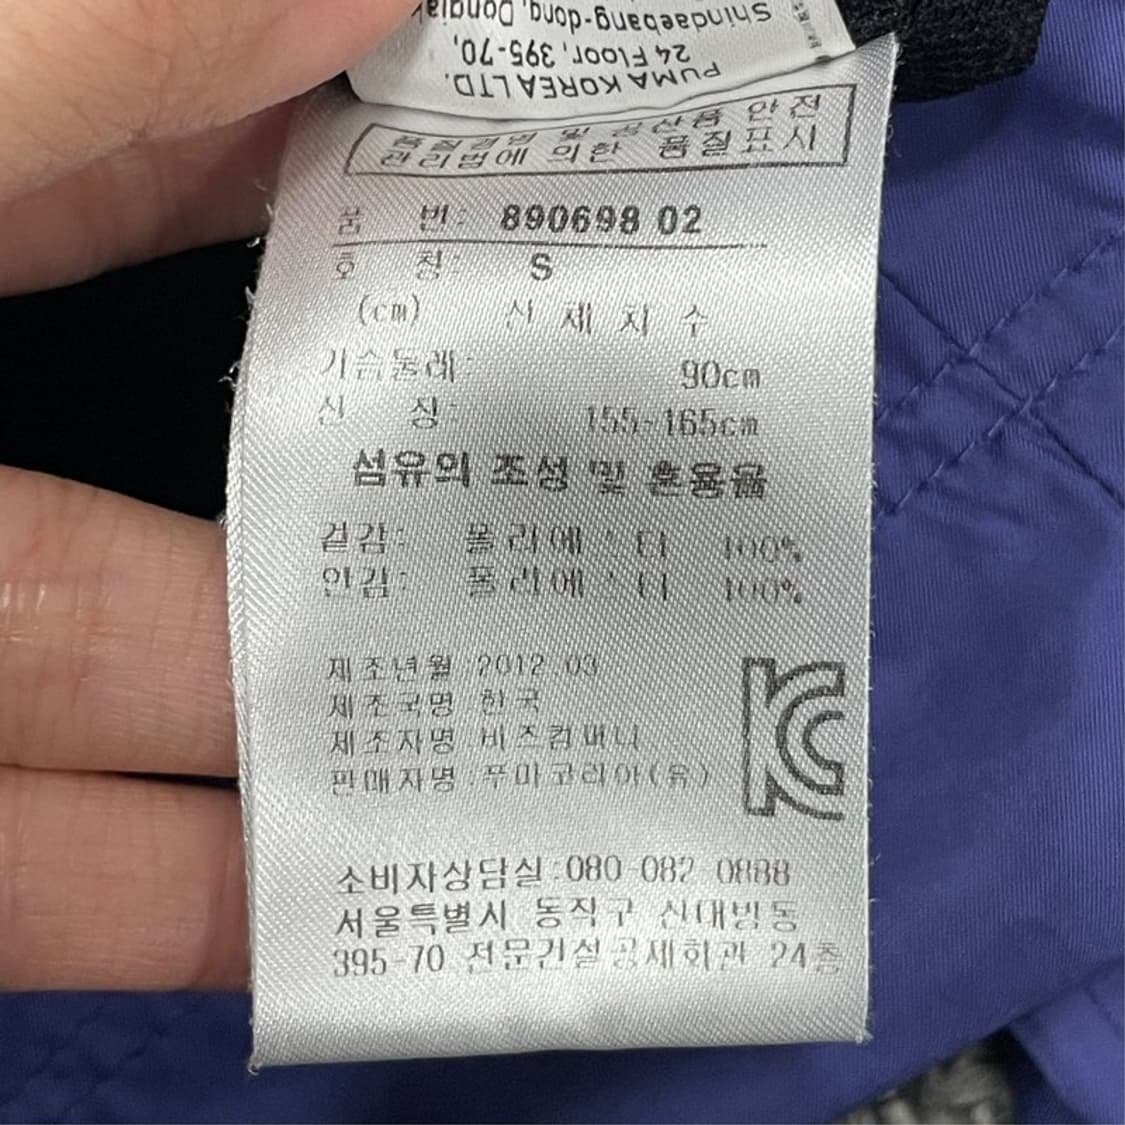 Shindaebang-dong, Dongjak
24 Floor, 395-70,
PUMA KOREA LTD.
품질경영 및 공산품 안전
관리법에 의한 품질표시
품 번: 890698 02
호 칭: S
(cm) 신체치수
가슴둘레: 90cm
신 장: 155-165cm
섬유의 조성 및 혼용율
겉감: 폴리에스터 100%
안감: 폴리에스터 100%
제조년월:2012.03
제조국명:한국
제조자명:비즈컴퍼니
판매자명:푸마코리아(유)
KC
소비자상담실:080-082-0888
서울특별시 동작구 신대방동
395-70 전문건설공제회관 24층